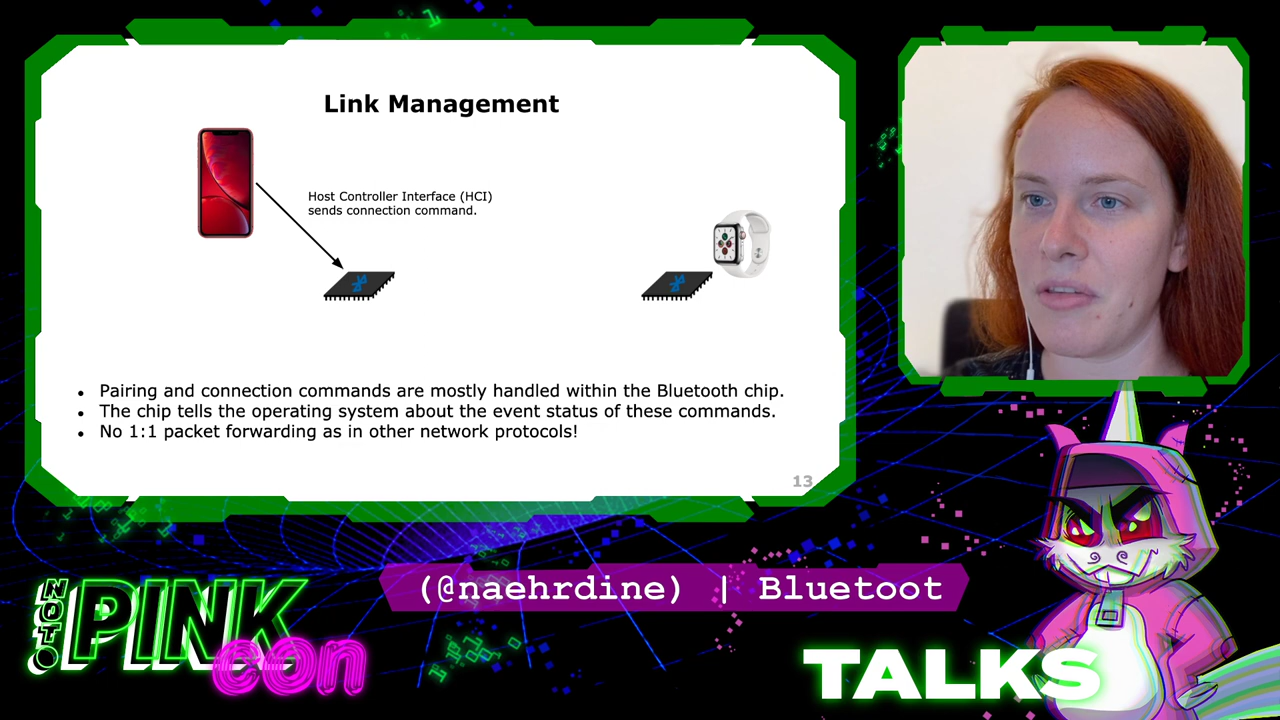 Link Management
Host Controller Interface (HCI)
sends connection command.
• Pairing and connection commands are mostly handled within the Bluetooth chip.
• The chip tells the operating system about the event status of these commands.
• No 1:1 packet forwarding as in other network protocols!
13
NOT
PINK
con
(@naehrdine) | Bluetoot
TALKS